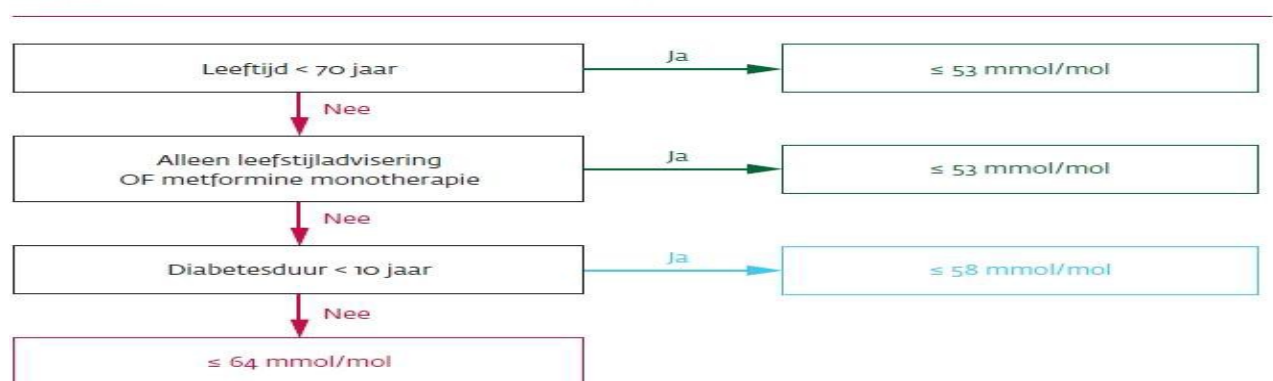 Leeftijd < 70 jaar
Ja
≤ 53 mmol/mol
Nee
Alleen leefstijladvisering
OF metformine monotherapie
Ja
≤ 53 mmol/mol
Nee
Diabetesduur < 10 jaar
Ja
≤ 58 mmol/mol
Nee
≤ 64 mmol/mol